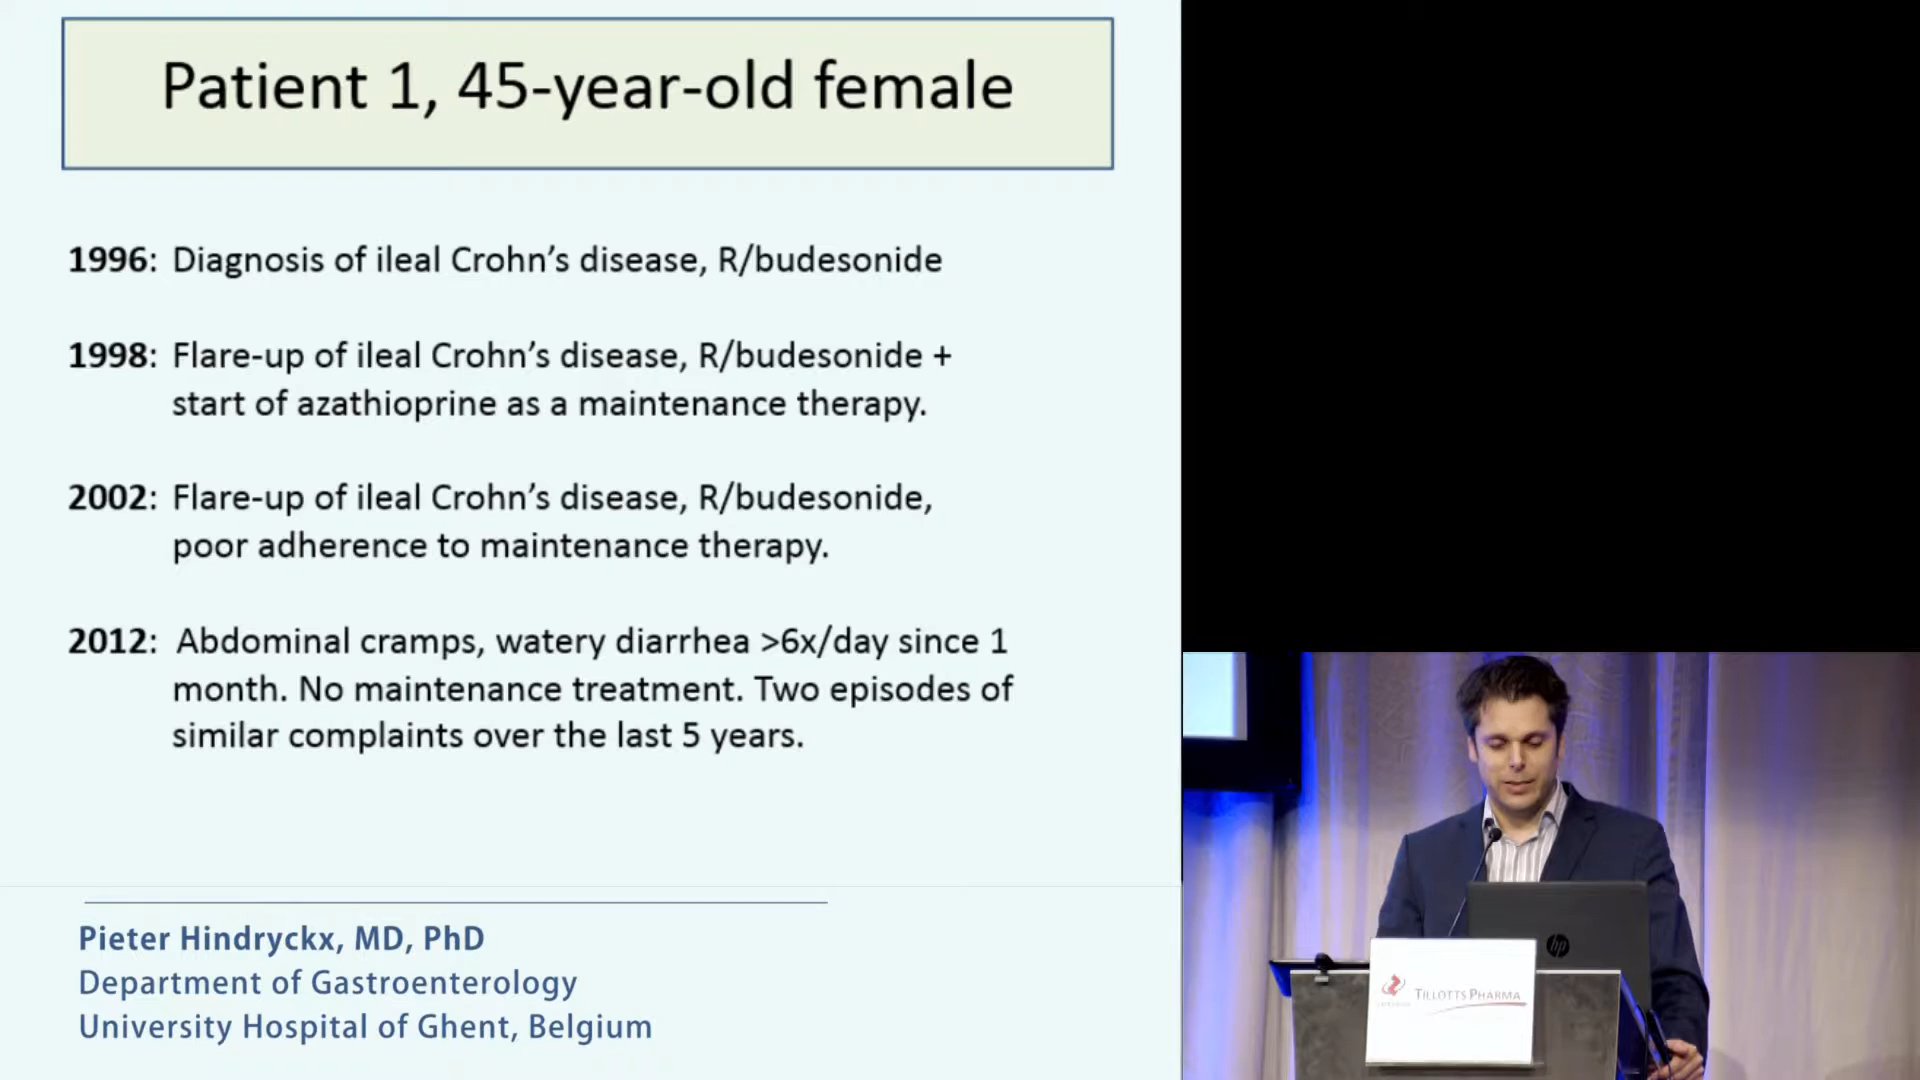 Patient 1, 45-year-old female
1996: Diagnosis of ileal Crohn’s disease, R/budesonide
1998: Flare-up of ileal Crohn’s disease, R/budesonide +
start of azathioprine as a maintenance therapy.
2002: Flare-up of ileal Crohn’s disease, R/budesonide,
poor adherence to maintenance therapy.
2012: Abdominal cramps, watery diarrhea >6x/day since 1
month. No maintenance treatment. Two episodes of
similar complaints over the last 5 years.
Pieter Hindryckx, MD, PhD
Department of Gastroenterology
University Hospital of Ghent, Belgium
hp
TILLOTTS PHARMA